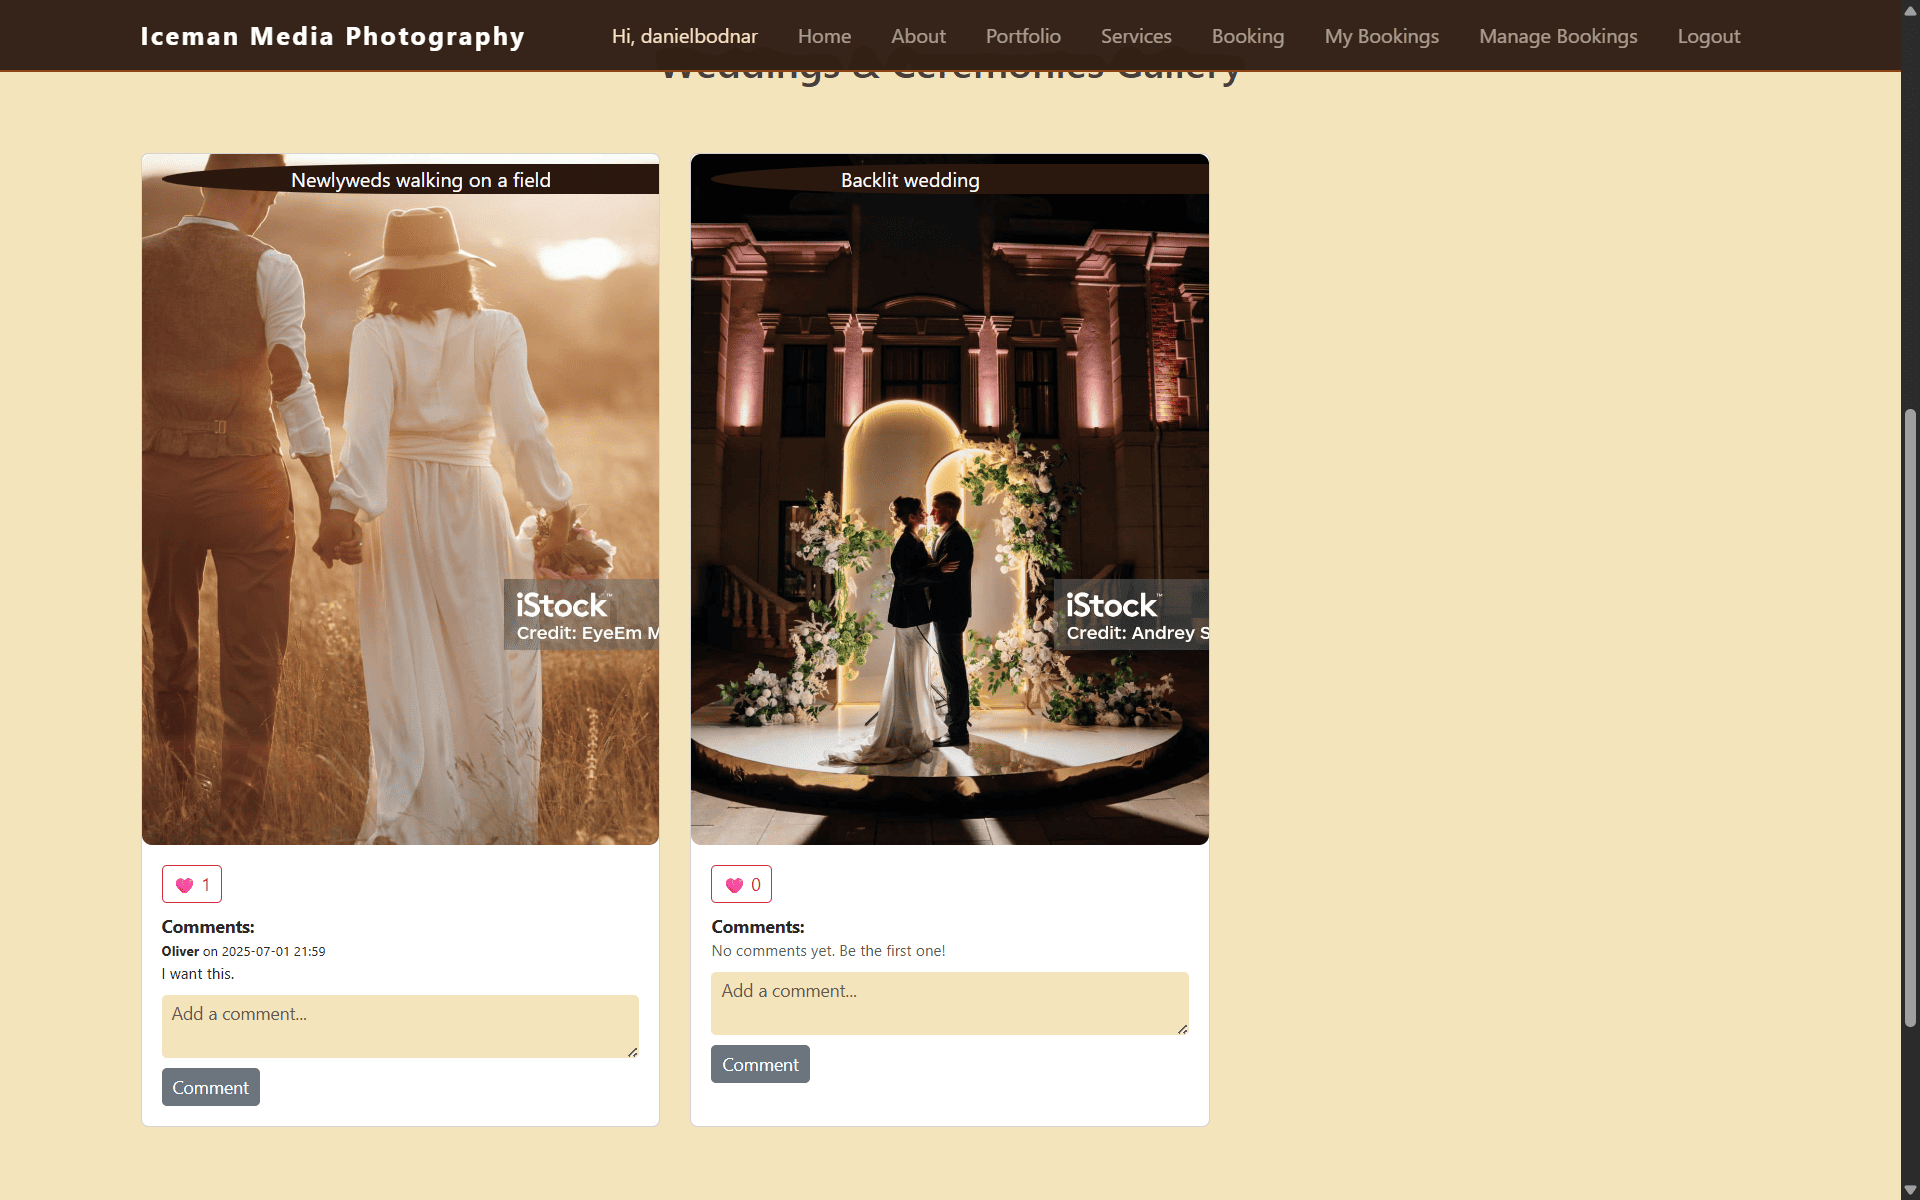 Iceman Media Photography
Hi, danielbodnar
Home
About
Portfolio
Services
Booking
My Bookings
Manage Bookings
Logout
Weddings & Ceremonies Gallery
Newlyweds walking on a field
iStock™
Credit: EyeEm M
1
Comments:
Oliver on 2025-07-01 21:59
I want this.
Add a comment...
Comment
Backlit wedding
iStock™
Credit: Andrey S
0
Comments:
No comments yet. Be the first one!
Add a comment...
Comment